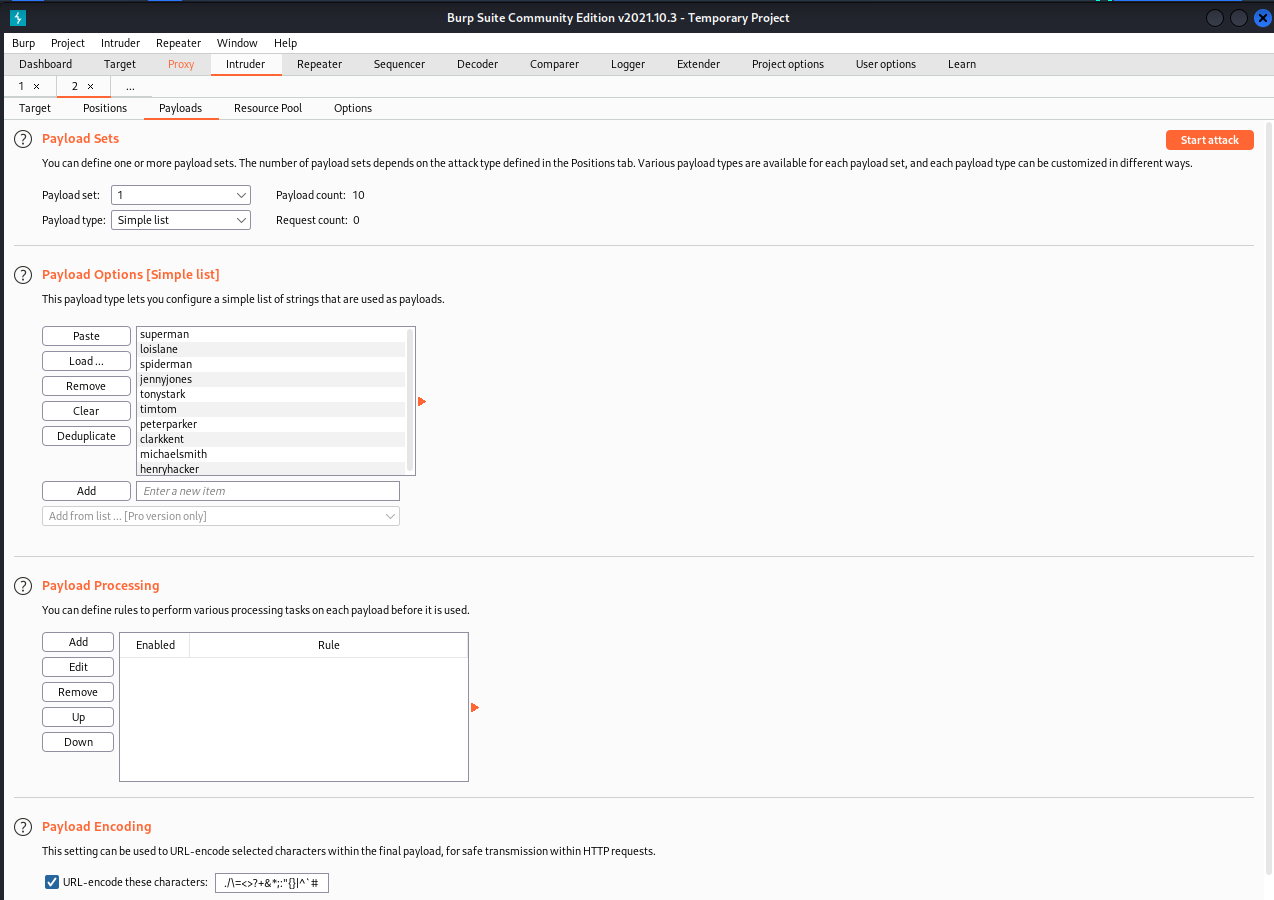 Burp Suite Community Edition v2021.10.3 - Temporary Project
Burp Project Intruder Repeater Window Help
Dashboard Target Proxy Intruder Repeater Sequencer Decoder Comparer Logger Extender Project options User options Learn
1 × 2 × ...
Target Positions Payloads Resource Pool Options
? Payload Sets Start attack
You can define one or more payload sets. The number of payload sets depends on the attack type defined in the Positions tab. Various payload types are available for each payload set, and each payload type can be customized in different ways.
Payload set: 1 Payload count: 10
Payload type: Simple list Request count: 0
? Payload Options [Simple list]
This payload type lets you configure a simple list of strings that are used as payloads.
Paste
Load ...
Remove
Clear
Deduplicate
superman
loislane
spiderman
jennyjones
tonystark
timtom
peterparker
clarkkent
michaelsmith
henryhacker
Add Enter a new item
Add from list ... [Pro version only]
? Payload Processing
You can define rules to perform various processing tasks on each payload before it is used.
Add
Edit
Remove
Up
Down
Enabled Rule
? Payload Encoding
This setting can be used to URL-encode selected characters within the final payload, for safe transmission within HTTP requests.
URL-encode these characters: ./\=<>?+&*;:"{}|^`#